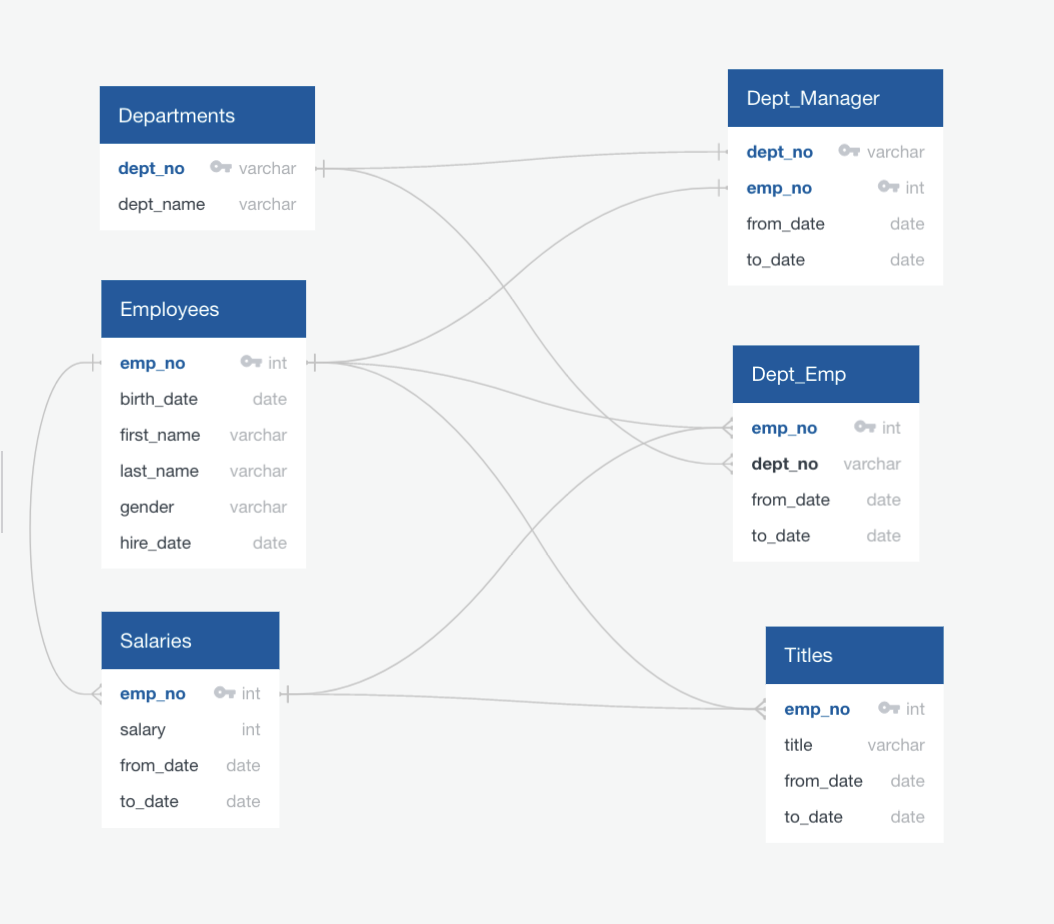 Departments
dept_no varchar
dept_name varchar
Employees
emp_no int
birth_date date
first_name varchar
last_name varchar
gender varchar
hire_date date
Salaries
emp_no int
salary int
from_date date
to_date date
Dept_Manager
dept_no varchar
emp_no int
from_date date
to_date date
Dept_Emp
emp_no int
dept_no varchar
from_date date
to_date date
Titles
emp_no int
title varchar
from_date date
to_date date